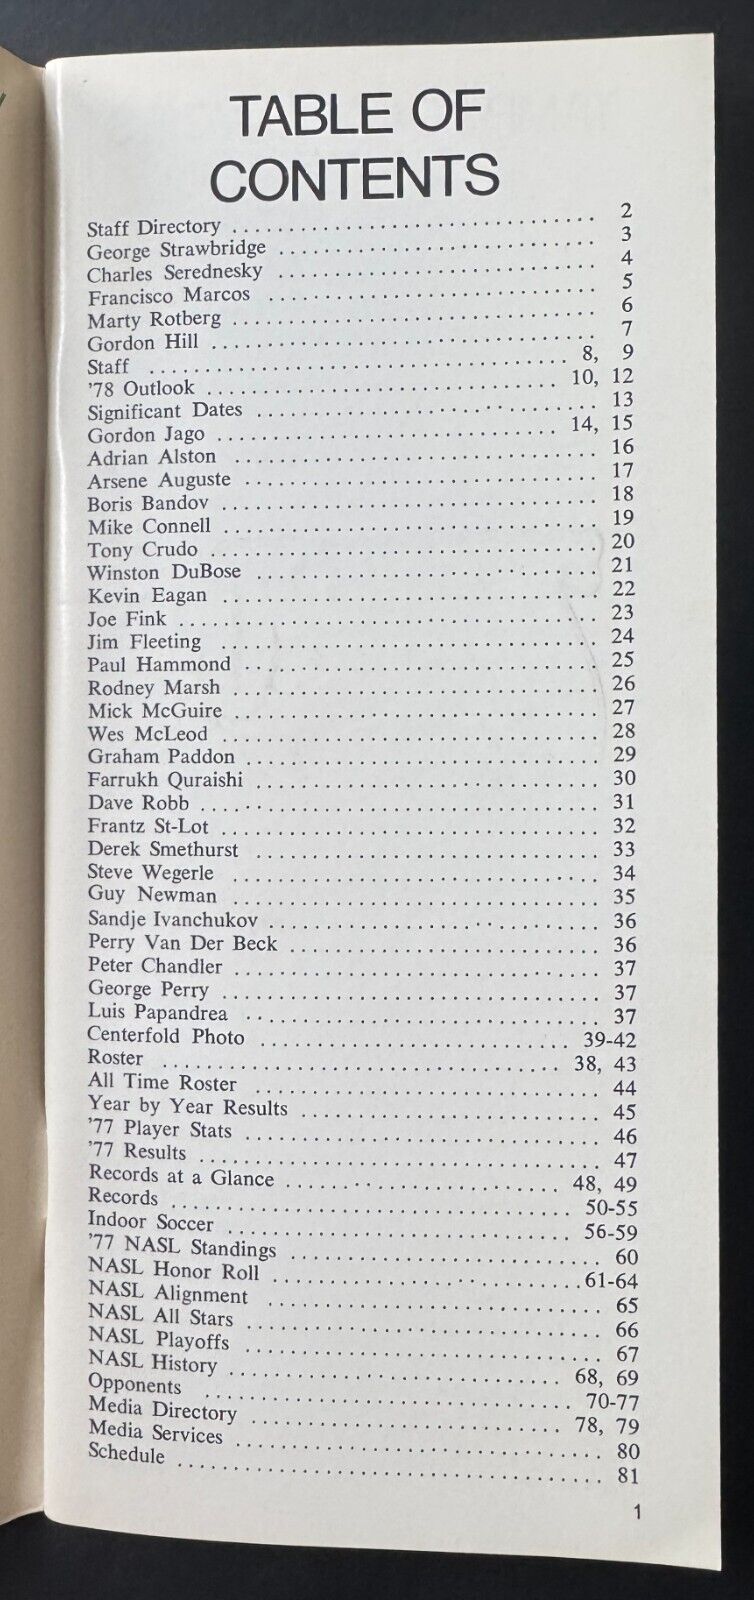 TABLE OF
CONTENTS
Staff Directory . . . . . . . . . . . . . . . . . . . . . . . . . . . . . . . 2
George Strawbridge . . . . . . . . . . . . . . . . . . . . . . . . . . . 3
Charles Serednesky . . . . . . . . . . . . . . . . . . . . . . . . . . . 4
Francisco Marcos . . . . . . . . . . . . . . . . . . . . . . . . . . . . 5
Marty Rotberg . . . . . . . . . . . . . . . . . . . . . . . . . . . . . . 6
Gordon Hill . . . . . . . . . . . . . . . . . . . . . . . . . . . . . . . . 7
Staff . . . . . . . . . . . . . . . . . . . . . . . . . . . . . . . . . . . 8, 9
'78 Outlook . . . . . . . . . . . . . . . . . . . . . . . . . . . . . 10, 12
Significant Dates . . . . . . . . . . . . . . . . . . . . . . . . . . . . 13
Gordon Jago . . . . . . . . . . . . . . . . . . . . . . . . . . . . 14, 15
Adrian Alston . . . . . . . . . . . . . . . . . . . . . . . . . . . . . . 16
Arsene Auguste . . . . . . . . . . . . . . . . . . . . . . . . . . . . . 17
Boris Bandov . . . . . . . . . . . . . . . . . . . . . . . . . . . . . . 18
Mike Connell . . . . . . . . . . . . . . . . . . . . . . . . . . . . . . 19
Tony Crudo . . . . . . . . . . . . . . . . . . . . . . . . . . . . . . . 20
Winston DuBose . . . . . . . . . . . . . . . . . . . . . . . . . . . . 21
Kevin Eagan . . . . . . . . . . . . . . . . . . . . . . . . . . . . . . . 22
Joe Fink . . . . . . . . . . . . . . . . . . . . . . . . . . . . . . . . . . 23
Jim Fleeting . . . . . . . . . . . . . . . . . . . . . . . . . . . . . . . 24
Paul Hammond . . . . . . . . . . . . . . . . . . . . . . . . . . . . . 25
Rodney Marsh . . . . . . . . . . . . . . . . . . . . . . . . . . . . . . 26
Mick McGuire . . . . . . . . . . . . . . . . . . . . . . . . . . . . . . 27
Wes McLeod . . . . . . . . . . . . . . . . . . . . . . . . . . . . . . . 28
Graham Paddon . . . . . . . . . . . . . . . . . . . . . . . . . . . . . 29
Farrukh Quraishi . . . . . . . . . . . . . . . . . . . . . . . . . . . . 30
Dave Robb . . . . . . . . . . . . . . . . . . . . . . . . . . . . . . . . 31
Frantz St-Lot . . . . . . . . . . . . . . . . . . . . . . . . . . . . . . 32
Derek Smethurst . . . . . . . . . . . . . . . . . . . . . . . . . . . . 33
Steve Wegerle . . . . . . . . . . . . . . . . . . . . . . . . . . . . . . 34
Guy Newman . . . . . . . . . . . . . . . . . . . . . . . . . . . . . . 35
Sandje Ivanchukov . . . . . . . . . . . . . . . . . . . . . . . . . . . 36
Perry Van Der Beck . . . . . . . . . . . . . . . . . . . . . . . . . . 36
Peter Chandler . . . . . . . . . . . . . . . . . . . . . . . . . . . . . . 37
George Perry . . . . . . . . . . . . . . . . . . . . . . . . . . . . . . . 37
Luis Papandrea . . . . . . . . . . . . . . . . . . . . . . . . . . . . . 37
Centerfold Photo . . . . . . . . . . . . . . . . . . . . . . . . . . 39-42
Roster . . . . . . . . . . . . . . . . . . . . . . . . . . . . . . . . . 38, 43
All Time Roster . . . . . . . . . . . . . . . . . . . . . . . . . . . . . 44
Year by Year Results . . . . . . . . . . . . . . . . . . . . . . . . . 45
'77 Player Stats . . . . . . . . . . . . . . . . . . . . . . . . . . . . . 46
'77 Results . . . . . . . . . . . . . . . . . . . . . . . . . . . . . . . . 47
Records at a Glance . . . . . . . . . . . . . . . . . . . . . . . 48, 49
Records . . . . . . . . . . . . . . . . . . . . . . . . . . . . . . . . . 50-55
Indoor Soccer . . . . . . . . . . . . . . . . . . . . . . . . . . . . 56-59
'77 NASL Standings . . . . . . . . . . . . . . . . . . . . . . . . . . 60
NASL Honor Roll . . . . . . . . . . . . . . . . . . . . . . . . . . 61-64
NASL Alignment . . . . . . . . . . . . . . . . . . . . . . . . . . . . 65
NASL All Stars . . . . . . . . . . . . . . . . . . . . . . . . . . . . . 66
NASL Playoffs . . . . . . . . . . . . . . . . . . . . . . . . . . . . . 67
NASL History . . . . . . . . . . . . . . . . . . . . . . . . . . . 68, 69
Opponents . . . . . . . . . . . . . . . . . . . . . . . . . . . . . . 70-77
Media Directory . . . . . . . . . . . . . . . . . . . . . . . . . . 78, 79
Media Services . . . . . . . . . . . . . . . . . . . . . . . . . . . . . 80
Schedule . . . . . . . . . . . . . . . . . . . . . . . . . . . . . . . . . . 81
1